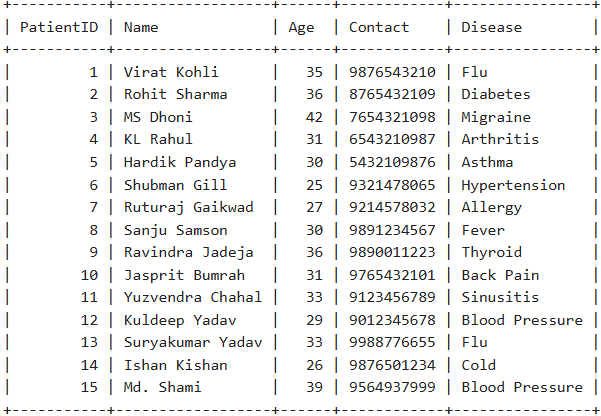 +-----------+------------------+------+------------+----------------+
| PatientID | Name             | Age  | Contact    | Disease        |
+-----------+------------------+------+------------+----------------+
|         1 | Virat Kohli      |   35 | 9876543210 | Flu            |
|         2 | Rohit Sharma     |   36 | 8765432109 | Diabetes       |
|         3 | MS Dhoni         |   42 | 7654321098 | Migraine       |
|         4 | KL Rahul         |   31 | 6543210987 | Arthritis      |
|         5 | Hardik Pandya    |   30 | 5432109876 | Asthma         |
|         6 | Shubman Gill     |   25 | 9321478065 | Hypertension   |
|         7 | Ruturaj Gaikwad  |   27 | 9214578032 | Allergy        |
|         8 | Sanju Samson     |   30 | 9891234567 | Fever          |
|         9 | Ravindra Jadeja  |   36 | 9890011223 | Thyroid        |
|        10 | Jasprit Bumrah   |   31 | 9765432101 | Back Pain      |
|        11 | Yuzvendra Chahal |   33 | 9123456789 | Sinusitis      |
|        12 | Kuldeep Yadav    |   29 | 9012345678 | Blood Pressure |
|        13 | Suryakumar Yadav |   33 | 9988776655 | Flu            |
|        14 | Ishan Kishan     |   26 | 9876501234 | Cold           |
|        15 | Md. Shami        |   39 | 9564937999 | Blood Pressure |
+-----------+------------------+------+------------+----------------+